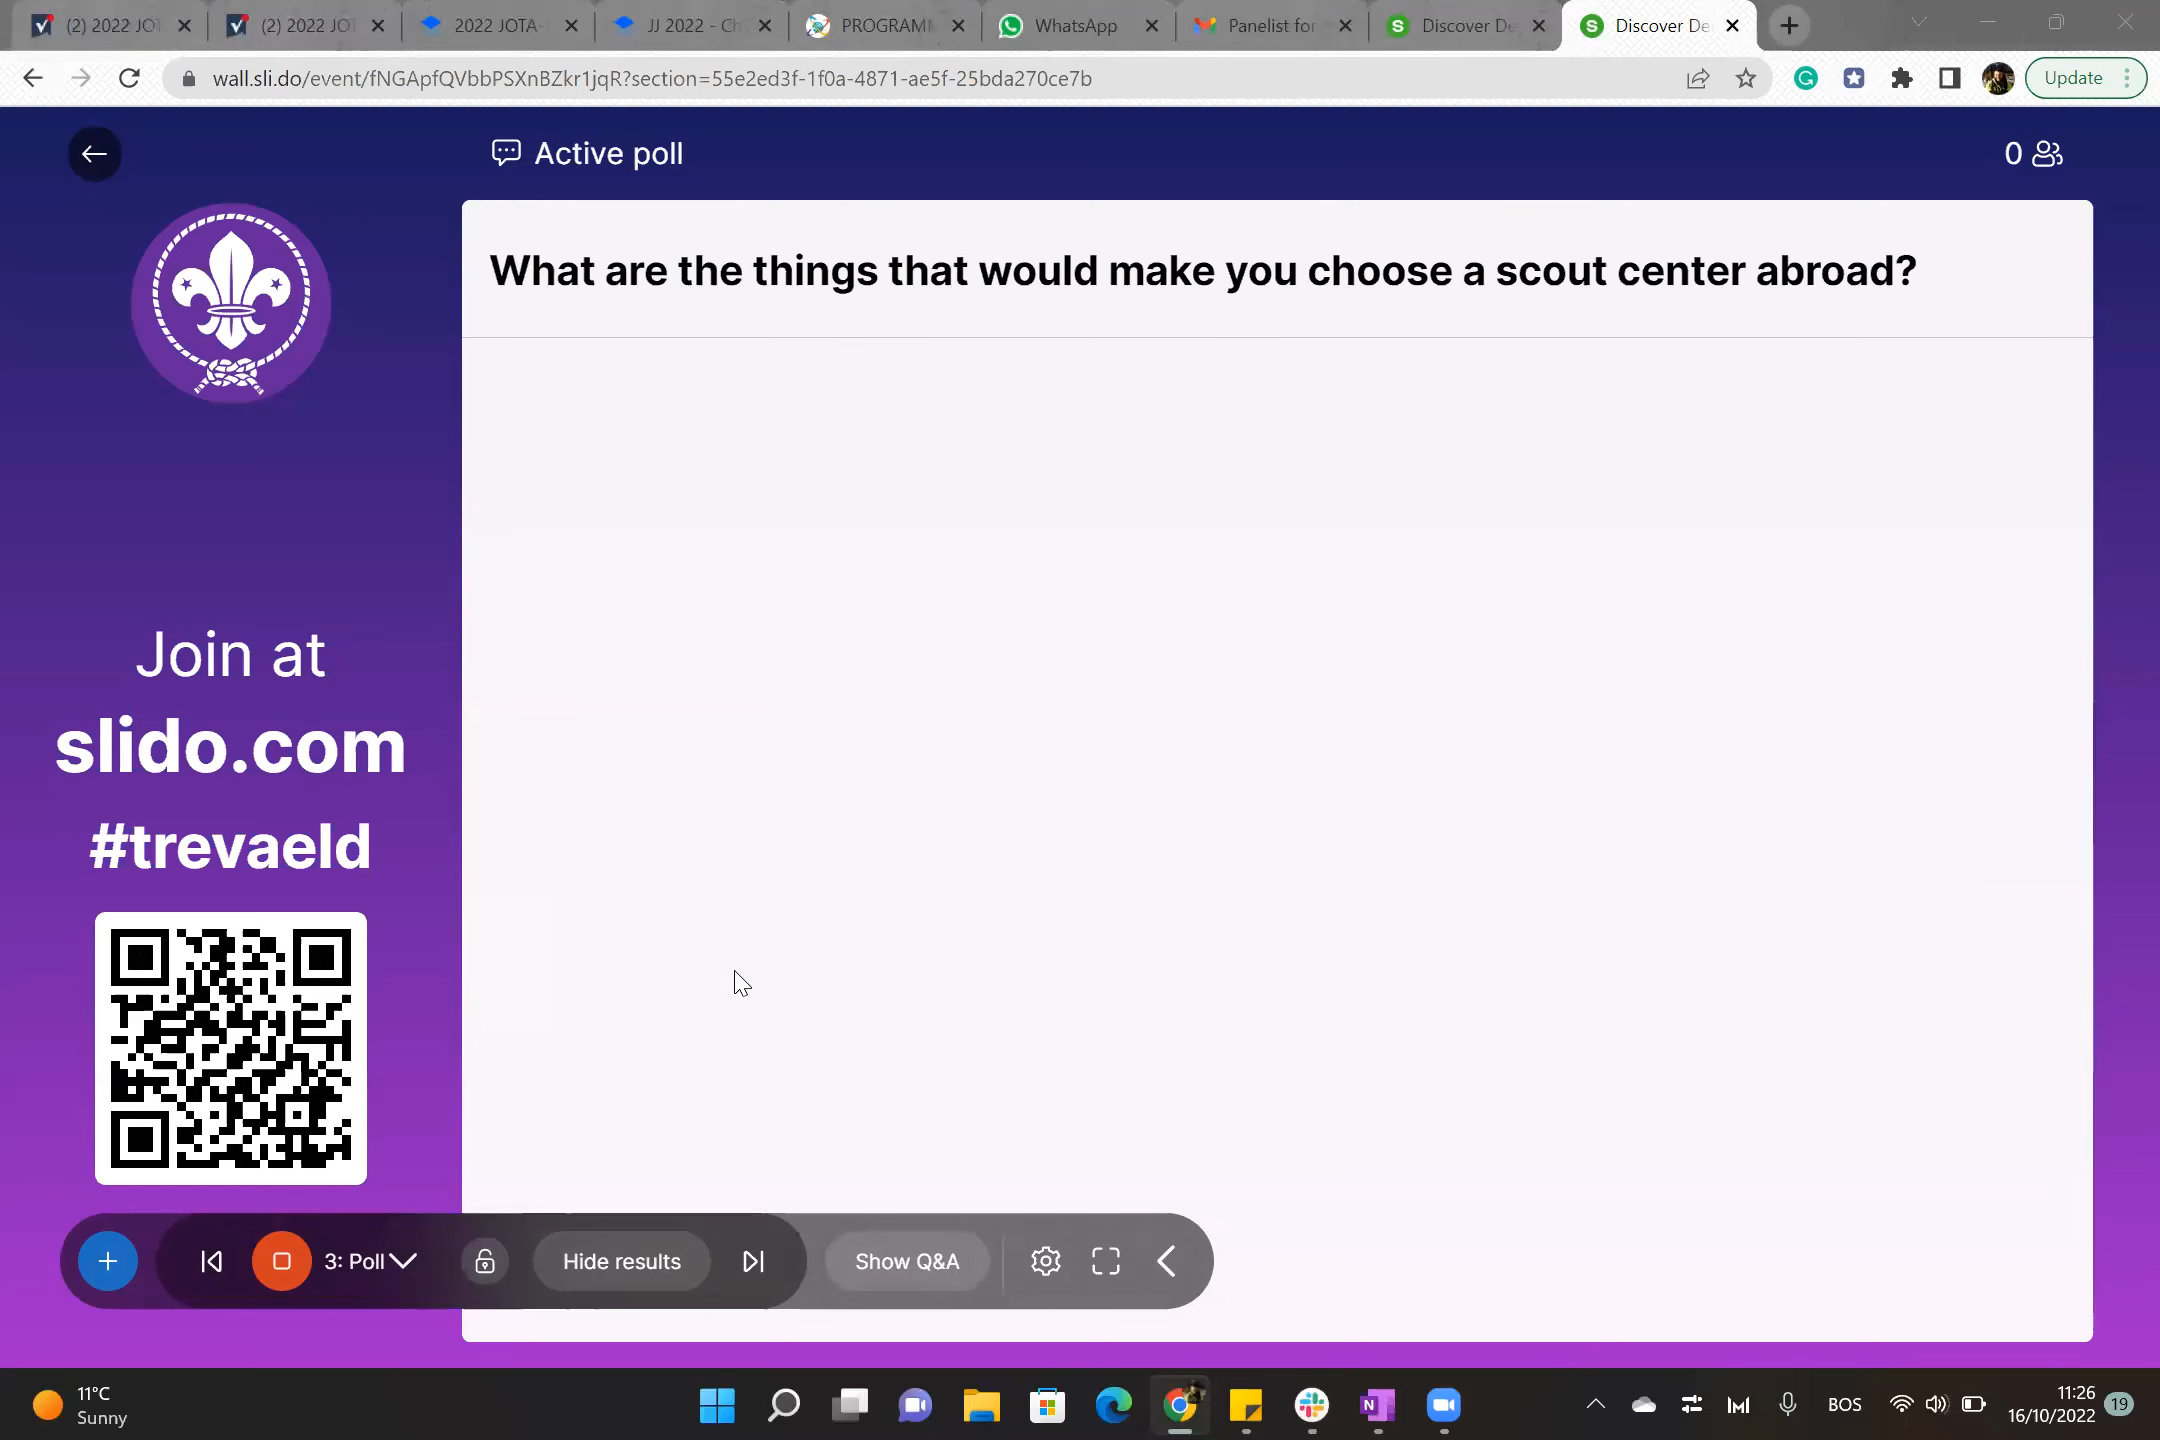 (2) 2022 JOT
(2) 2022 JOT
2022 JOTA-
JJ 2022 - Ch
PROGRAM
WhatsApp
Panelist for
Discover De
Discover De
wall.sli.do/event/fNGApfQVbbPSXnBZkr1jqR?section=55e2ed3f-1f0a-4871-ae5f-25bda270ce7b
Update
Active poll
0
What are the things that would make you choose a scout center abroad?
Join at
slido.com
#trevaeld
3: Poll
Hide results
Show Q&A
11°C
Sunny
BOS
11:26
16/10/2022
19